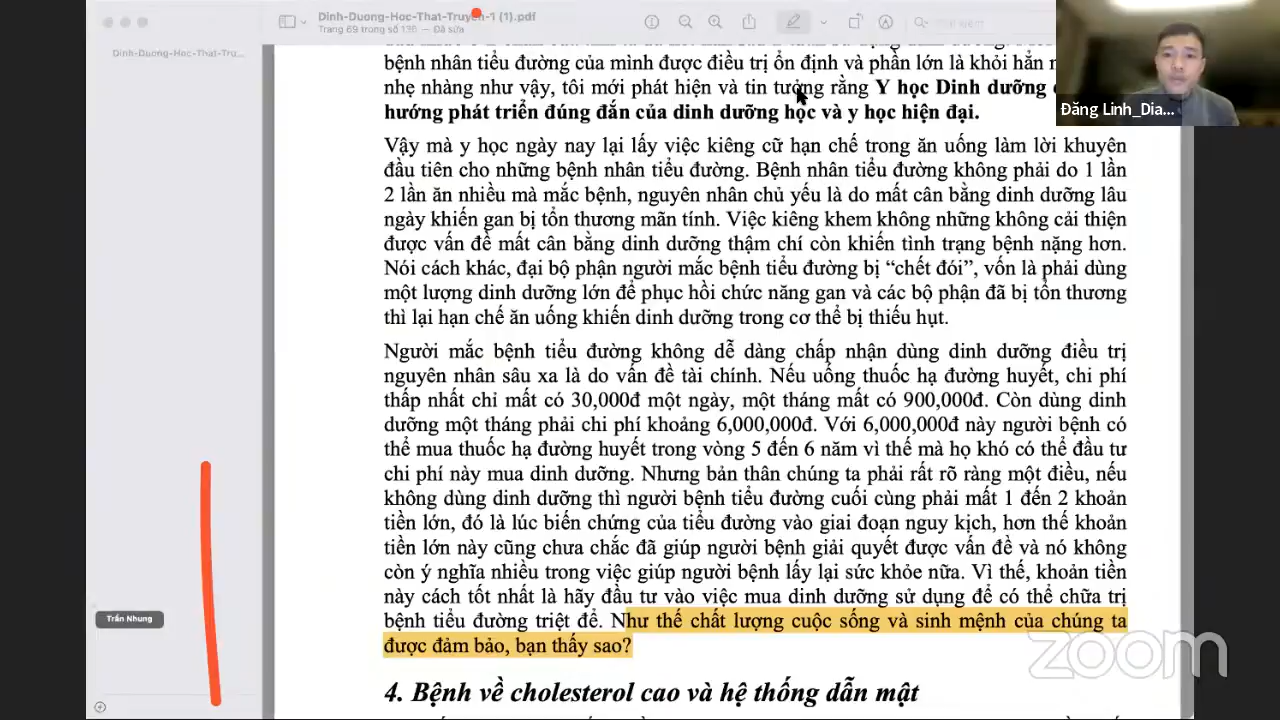 Dinh-Duong-Hoc-That-Truyen-1 (1).pdf
Trang 69 trong số 136 — Đã sửa
Dinh-Duong-Hoc-That-Tru...
Đăng Linh_Dia...
bệnh nhân tiểu đường của mình được điều trị ổn định và phần lớn là khỏi hẳn
nhẹ nhàng như vậy, tôi mới phát hiện và tin tưởng rằng Y học Dinh dưỡng
hướng phát triển đúng đắn của dinh dưỡng học và y học hiện đại.
Vậy mà y học ngày nay lại lấy việc kiêng cữ hạn chế trong ăn uống làm lời khuyên
đầu tiên cho những bệnh nhân tiểu đường. Bệnh nhân tiểu đường không phải do 1 lần
2 lần ăn nhiều mà mắc bệnh, nguyên nhân chủ yếu là do mất cân bằng dinh dưỡng lâu
ngày khiến gan bị tổn thương mãn tính. Việc kiêng khem không những không cải thiện
được vấn đề mất cân bằng dinh dưỡng thậm chí còn khiến tình trạng bệnh nặng hơn.
Nói cách khác, đại bộ phận người mắc bệnh tiểu đường bị “chết đói”, vốn là phải dùng
một lượng dinh dưỡng lớn để phục hồi chức năng gan và các bộ phận đã bị tổn thương
thì lại hạn chế ăn uống khiến dinh dưỡng trong cơ thể bị thiếu hụt.
Người mắc bệnh tiểu đường không dễ dàng chấp nhận dùng dinh dưỡng điều trị
nguyên nhân sâu xa là do vấn đề tài chính. Nếu uống thuốc hạ đường huyết, chi phí
thấp nhất chỉ mất có 30,000đ một ngày, một tháng mất có 900,000đ. Còn dùng dinh
dưỡng một tháng phải chi phí khoảng 6,000,000đ. Với 6,000,000đ này người bệnh có
thể mua thuốc hạ đường huyết trong vòng 5 đến 6 năm vì thế mà họ khó có thể đầu tư
chi phí này mua dinh dưỡng. Nhưng bản thân chúng ta phải rất rõ ràng một điều, nếu
không dùng dinh dưỡng thì người bệnh tiểu đường cuối cùng phải mất 1 đến 2 khoản
tiền lớn, đó là lúc biến chứng của tiểu đường vào giai đoạn nguy kịch, hơn thế khoản
tiền lớn này cũng chưa chắc đã giúp người bệnh giải quyết được vấn đề và nó không
còn ý nghĩa nhiều trong việc giúp người bệnh lấy lại sức khỏe nữa. Vì thế, khoản tiền
này cách tốt nhất là hãy đầu tư vào việc mua dinh dưỡng sử dụng để có thể chữa trị
bệnh tiểu đường triệt để. Như thế chất lượng cuộc sống và sinh mệnh của chúng ta
được đảm bảo, bạn thấy sao?
Trần Nhung
zoom
4. Bệnh về cholesterol cao và hệ thống dẫn mật